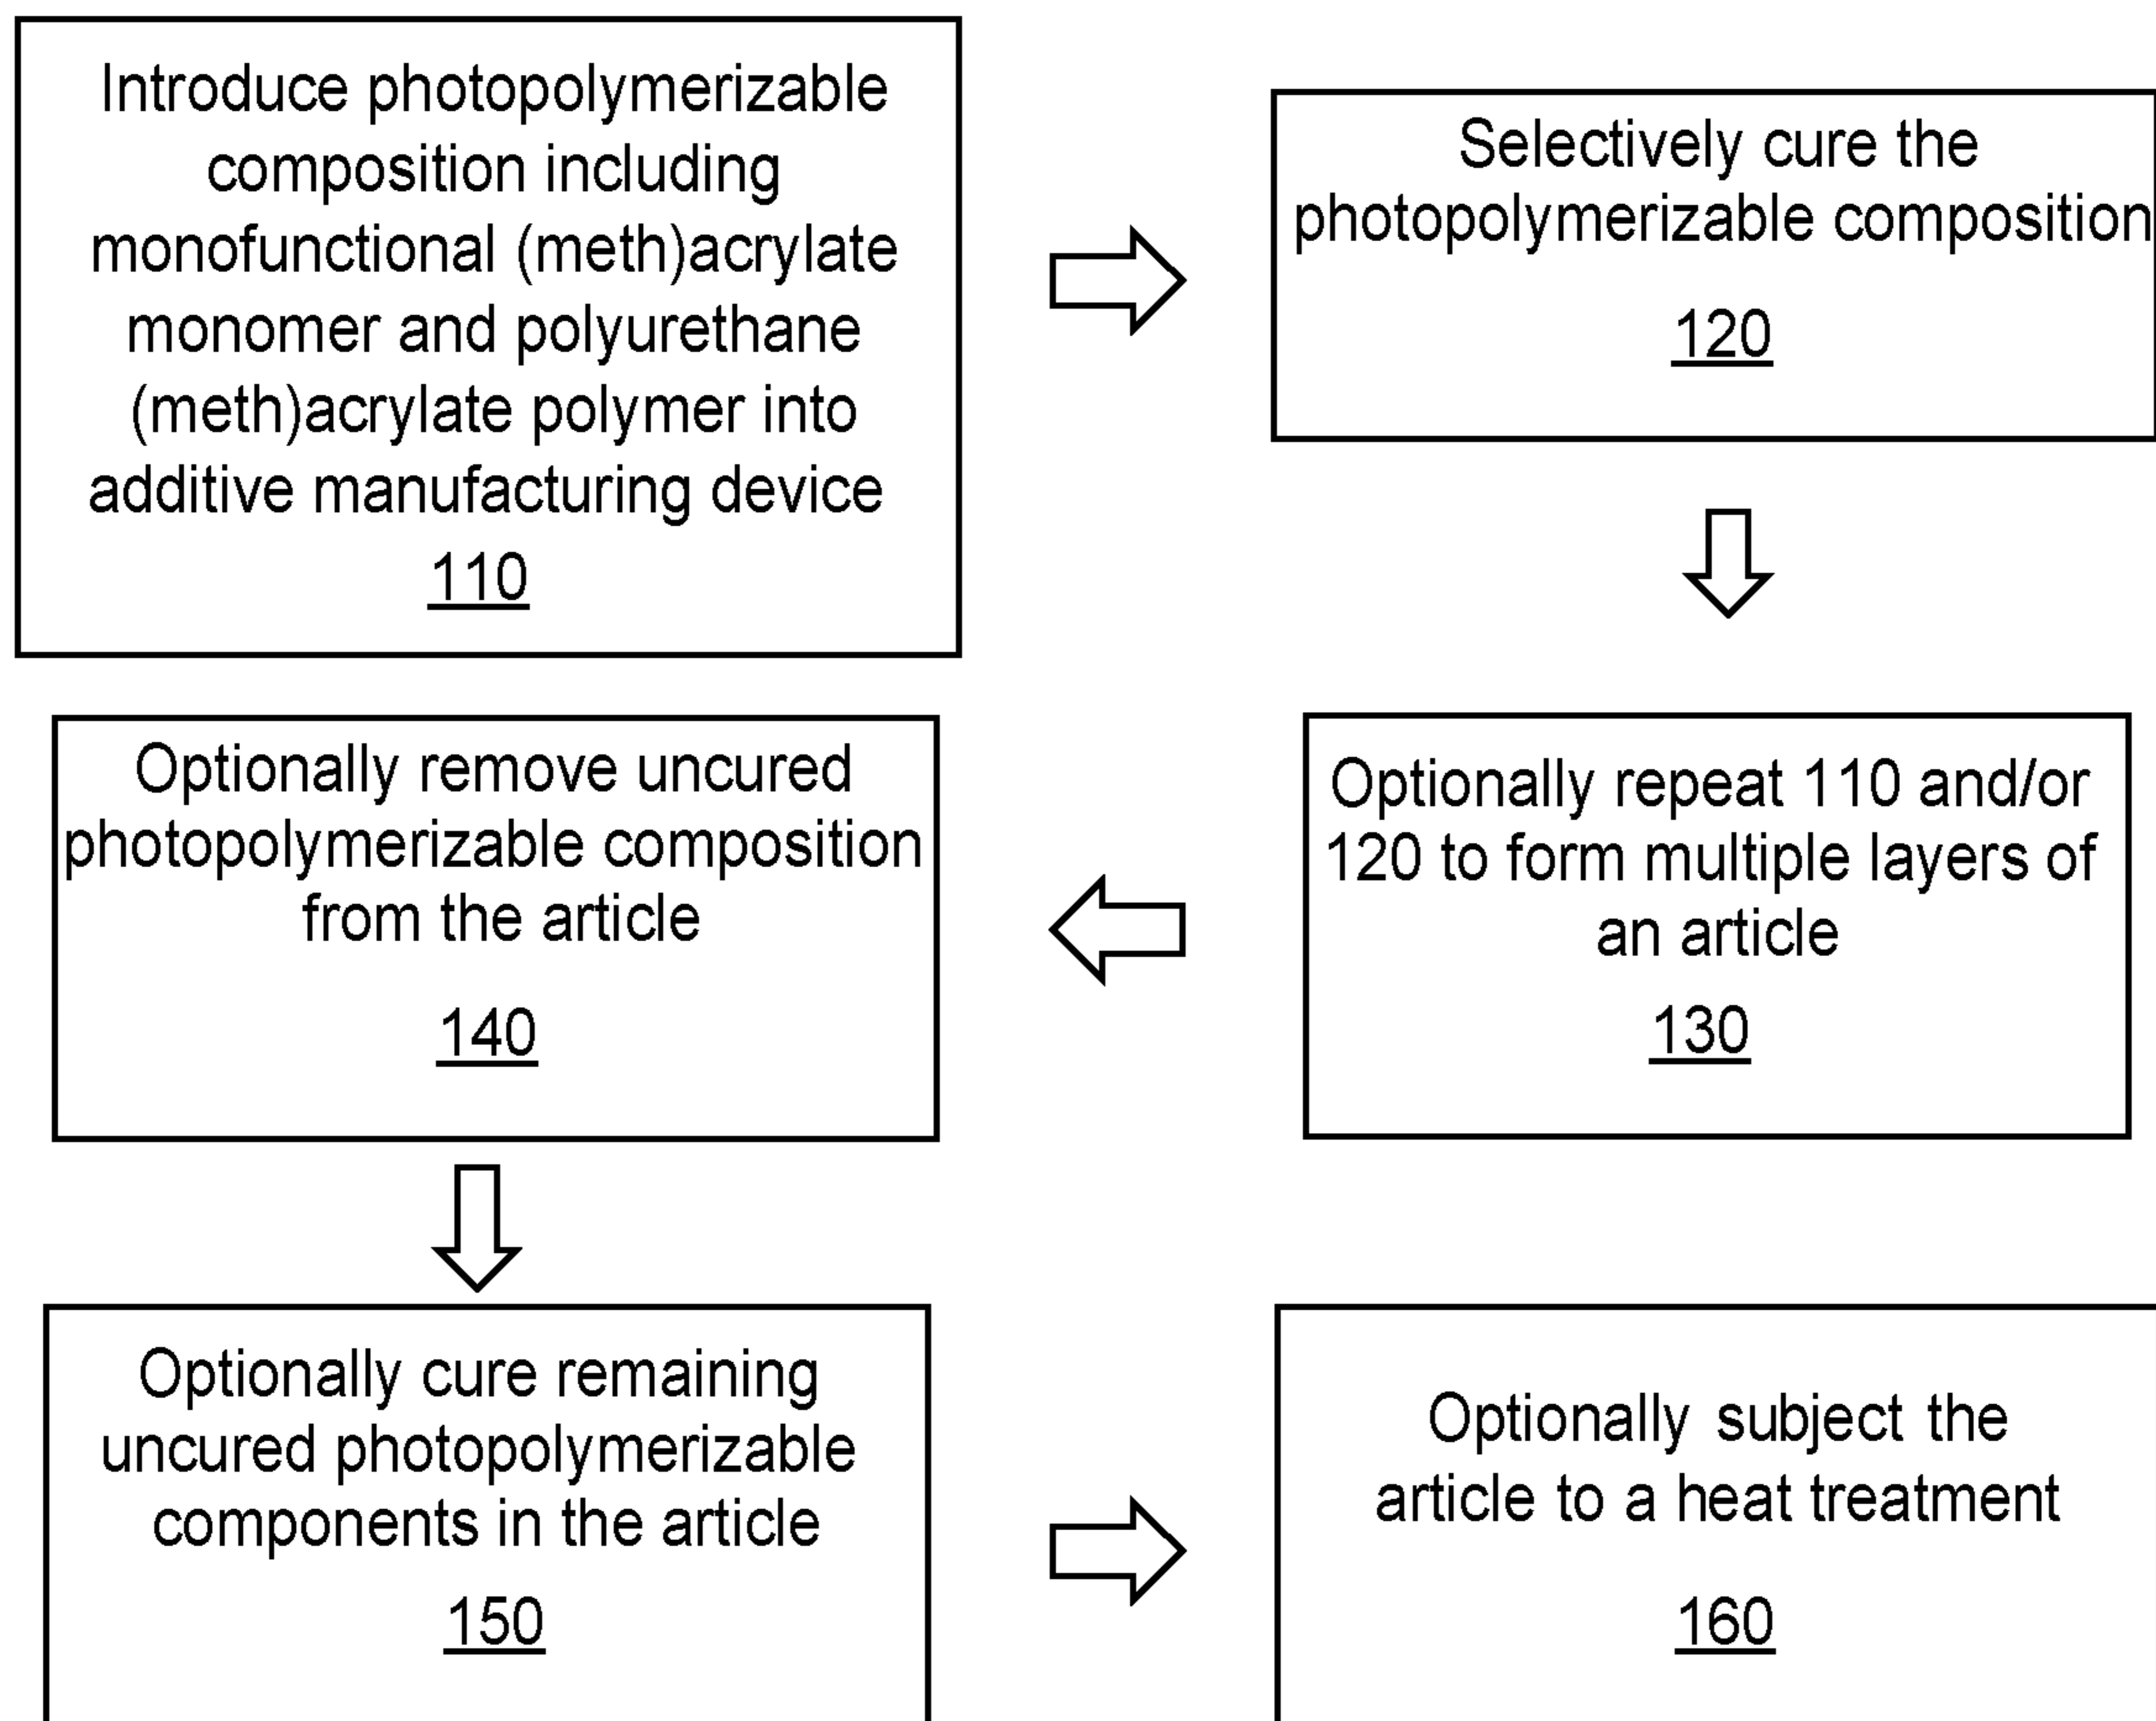 Introduce photopolymerizable
composition including
monofunctional (meth)acrylate
monomer and polyurethane
(meth)acrylate polymer into
additive manufacturing device
110
Selectively cure the
photopolymerizable composition
120
Optionally repeat 110 and/or
120 to form multiple layers of
an article
130
Optionally remove uncured
photopolymerizable composition
from the article
140
Optionally cure remaining
uncured photopolymerizable
components in the article
150
Optionally subject the
article to a heat treatment
160